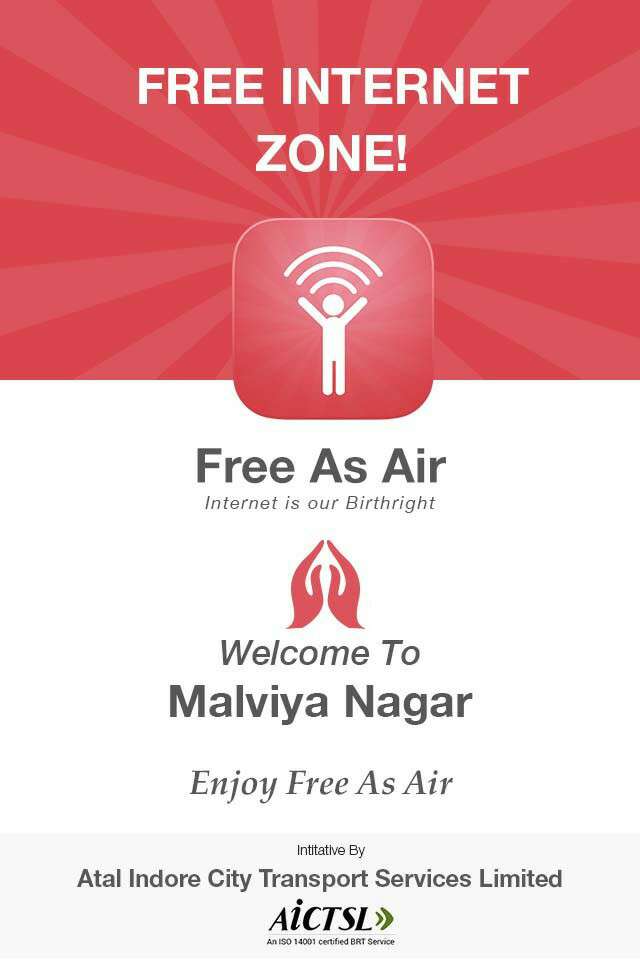 FREE INTERNET
ZONE!
Free As Air
Internet is our Birthright
Welcome To
Malviya Nagar
Enjoy Free As Air
Intitative By
Atal Indore City Transport Services Limited
AiCTSL
An ISO 14001 certified BRT Service